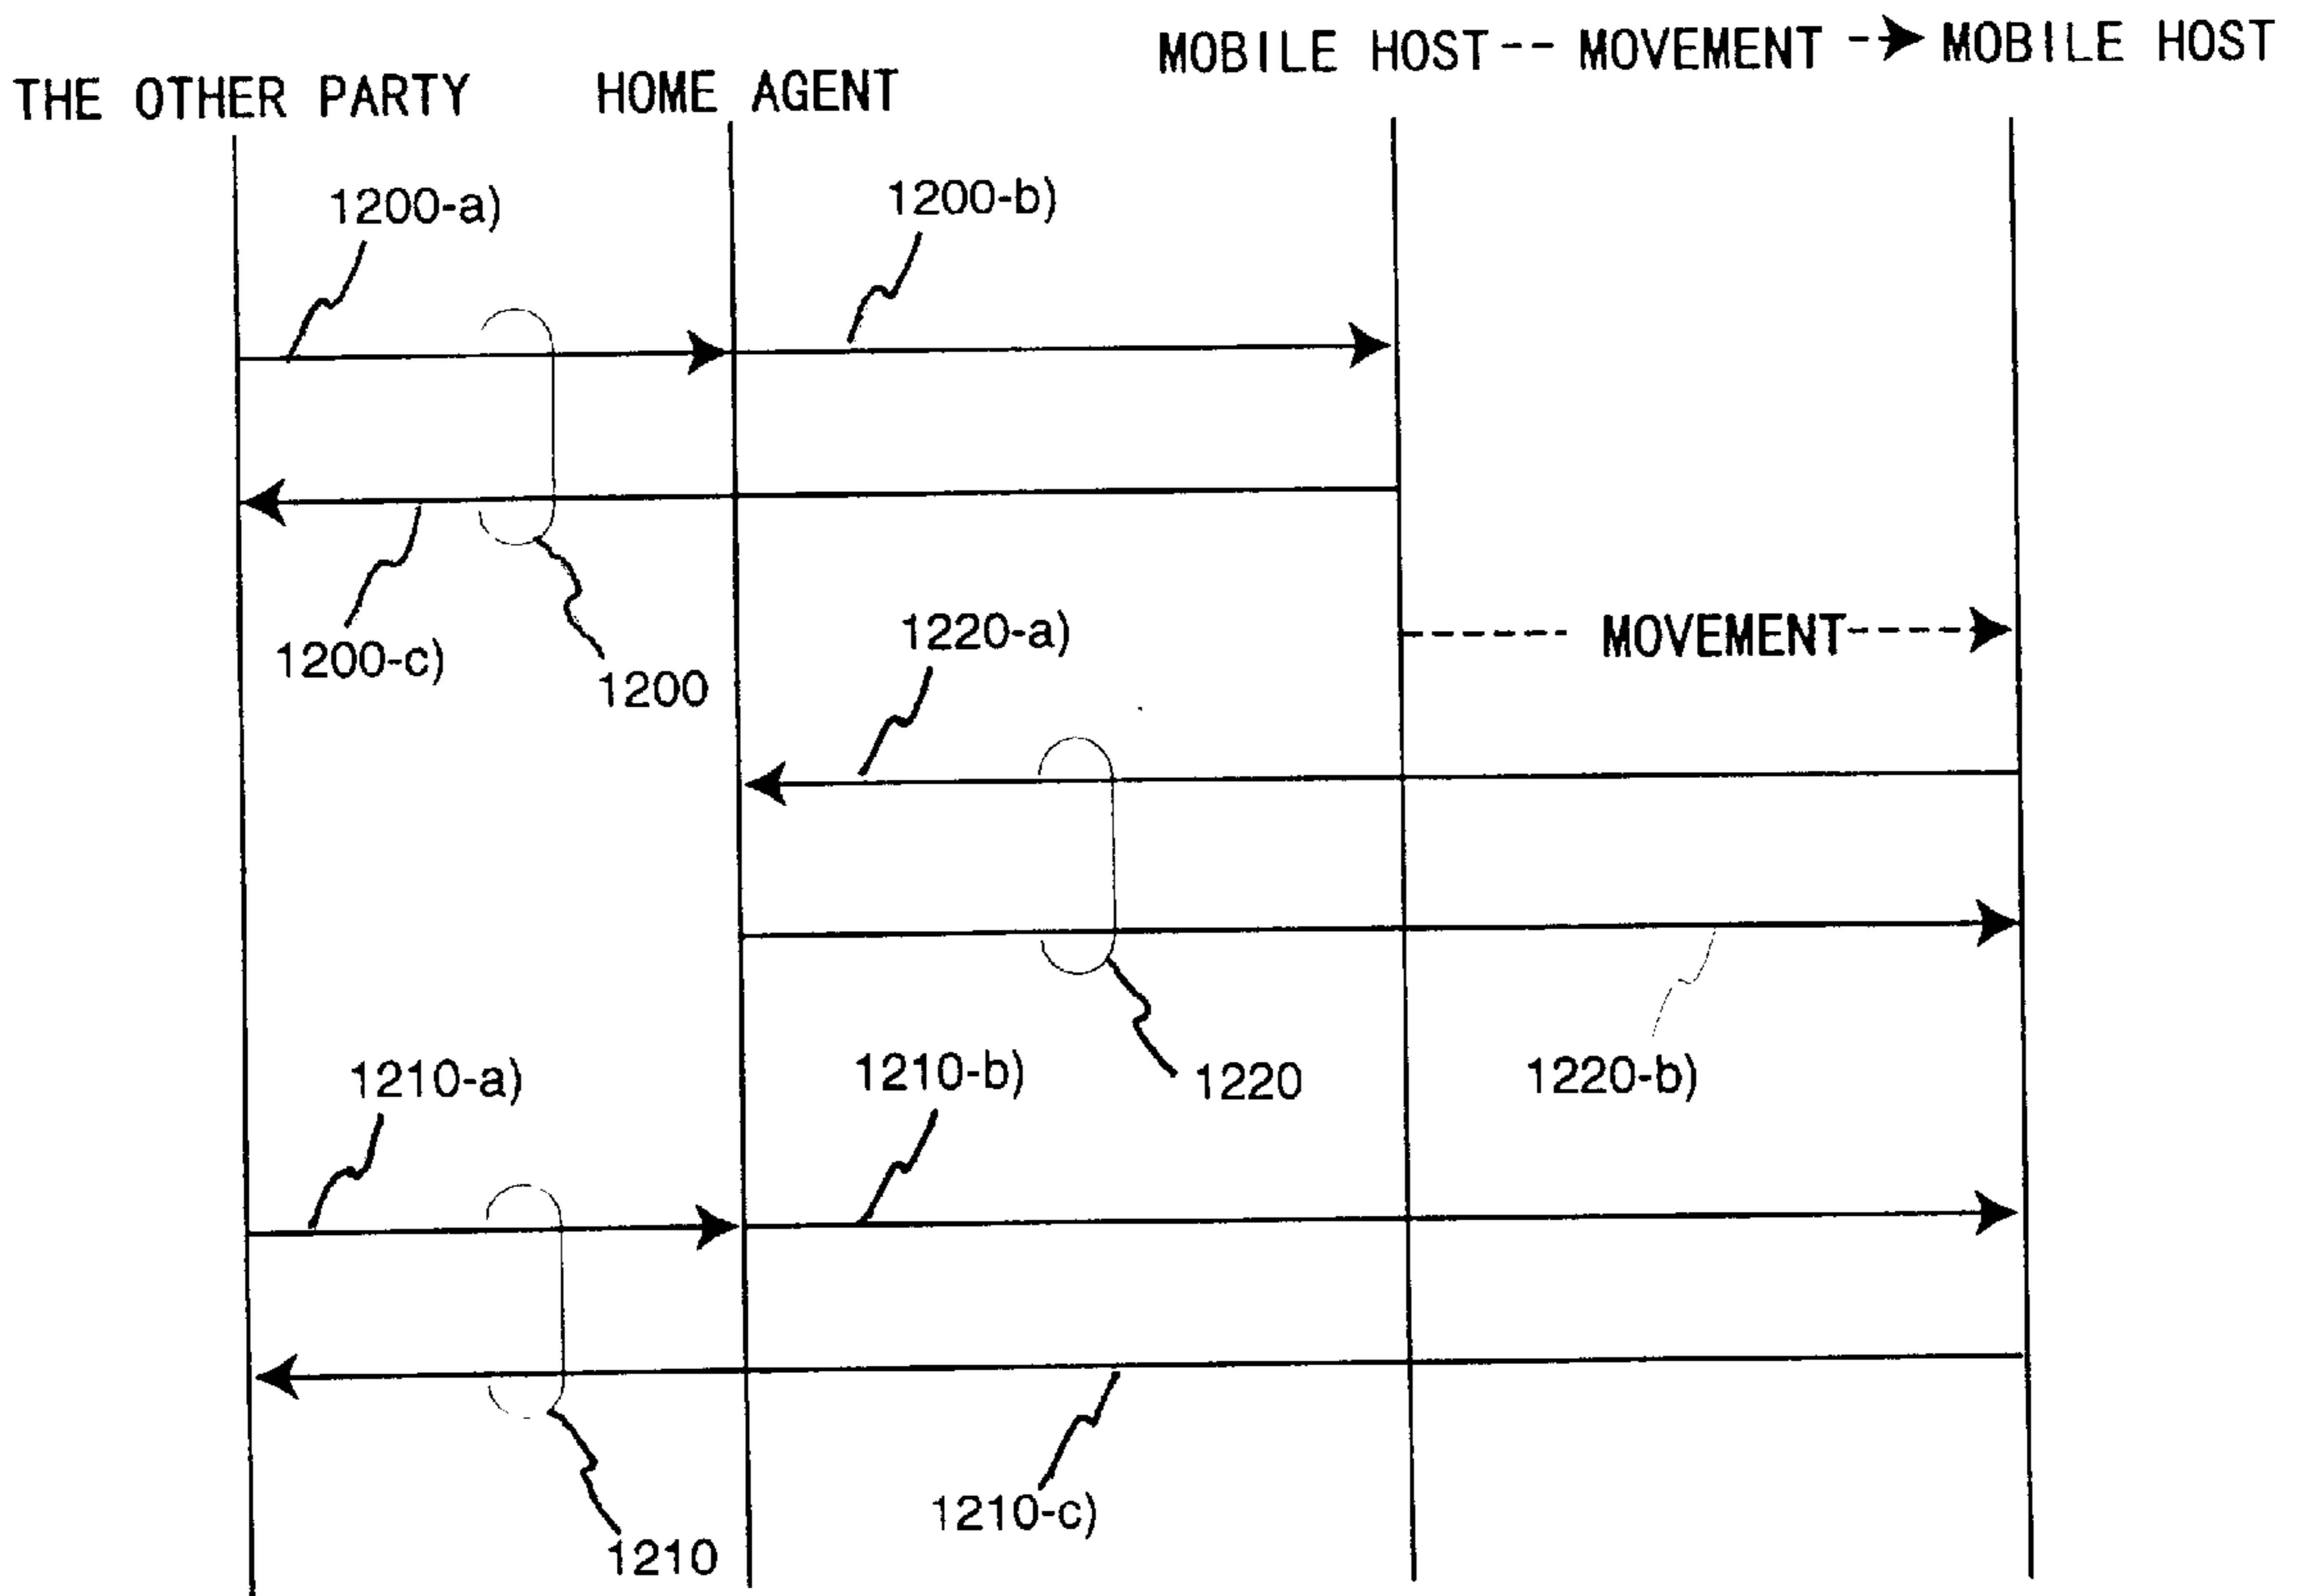 MOBILE HOST -- MOVEMENT --> MOBILE HOST
THE OTHER PARTY
HOME AGENT
1200-a)
1200-b)
1200-c)
1200
1220-a)
MOVEMENT
1220
1220-b)
1210-a)
1210-b)
1210-c)
1210